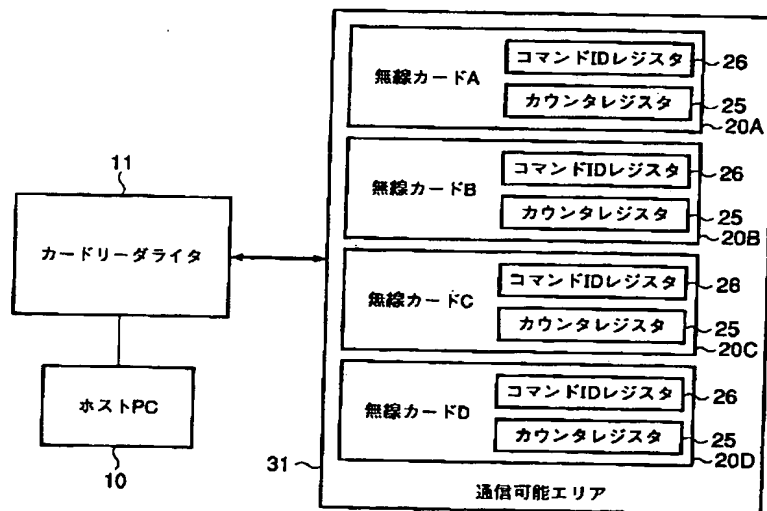 11
カードリーダライタ
ホストPC
10
無線カードA
コマンドIDレジスタ
26
カウンタレジスタ
25
20A
無線カードB
コマンドIDレジスタ
26
カウンタレジスタ
25
20B
無線カードC
コマンドIDレジスタ
26
カウンタレジスタ
25
20C
無線カードD
コマンドIDレジスタ
26
カウンタレジスタ
25
20D
31
通信可能エリア